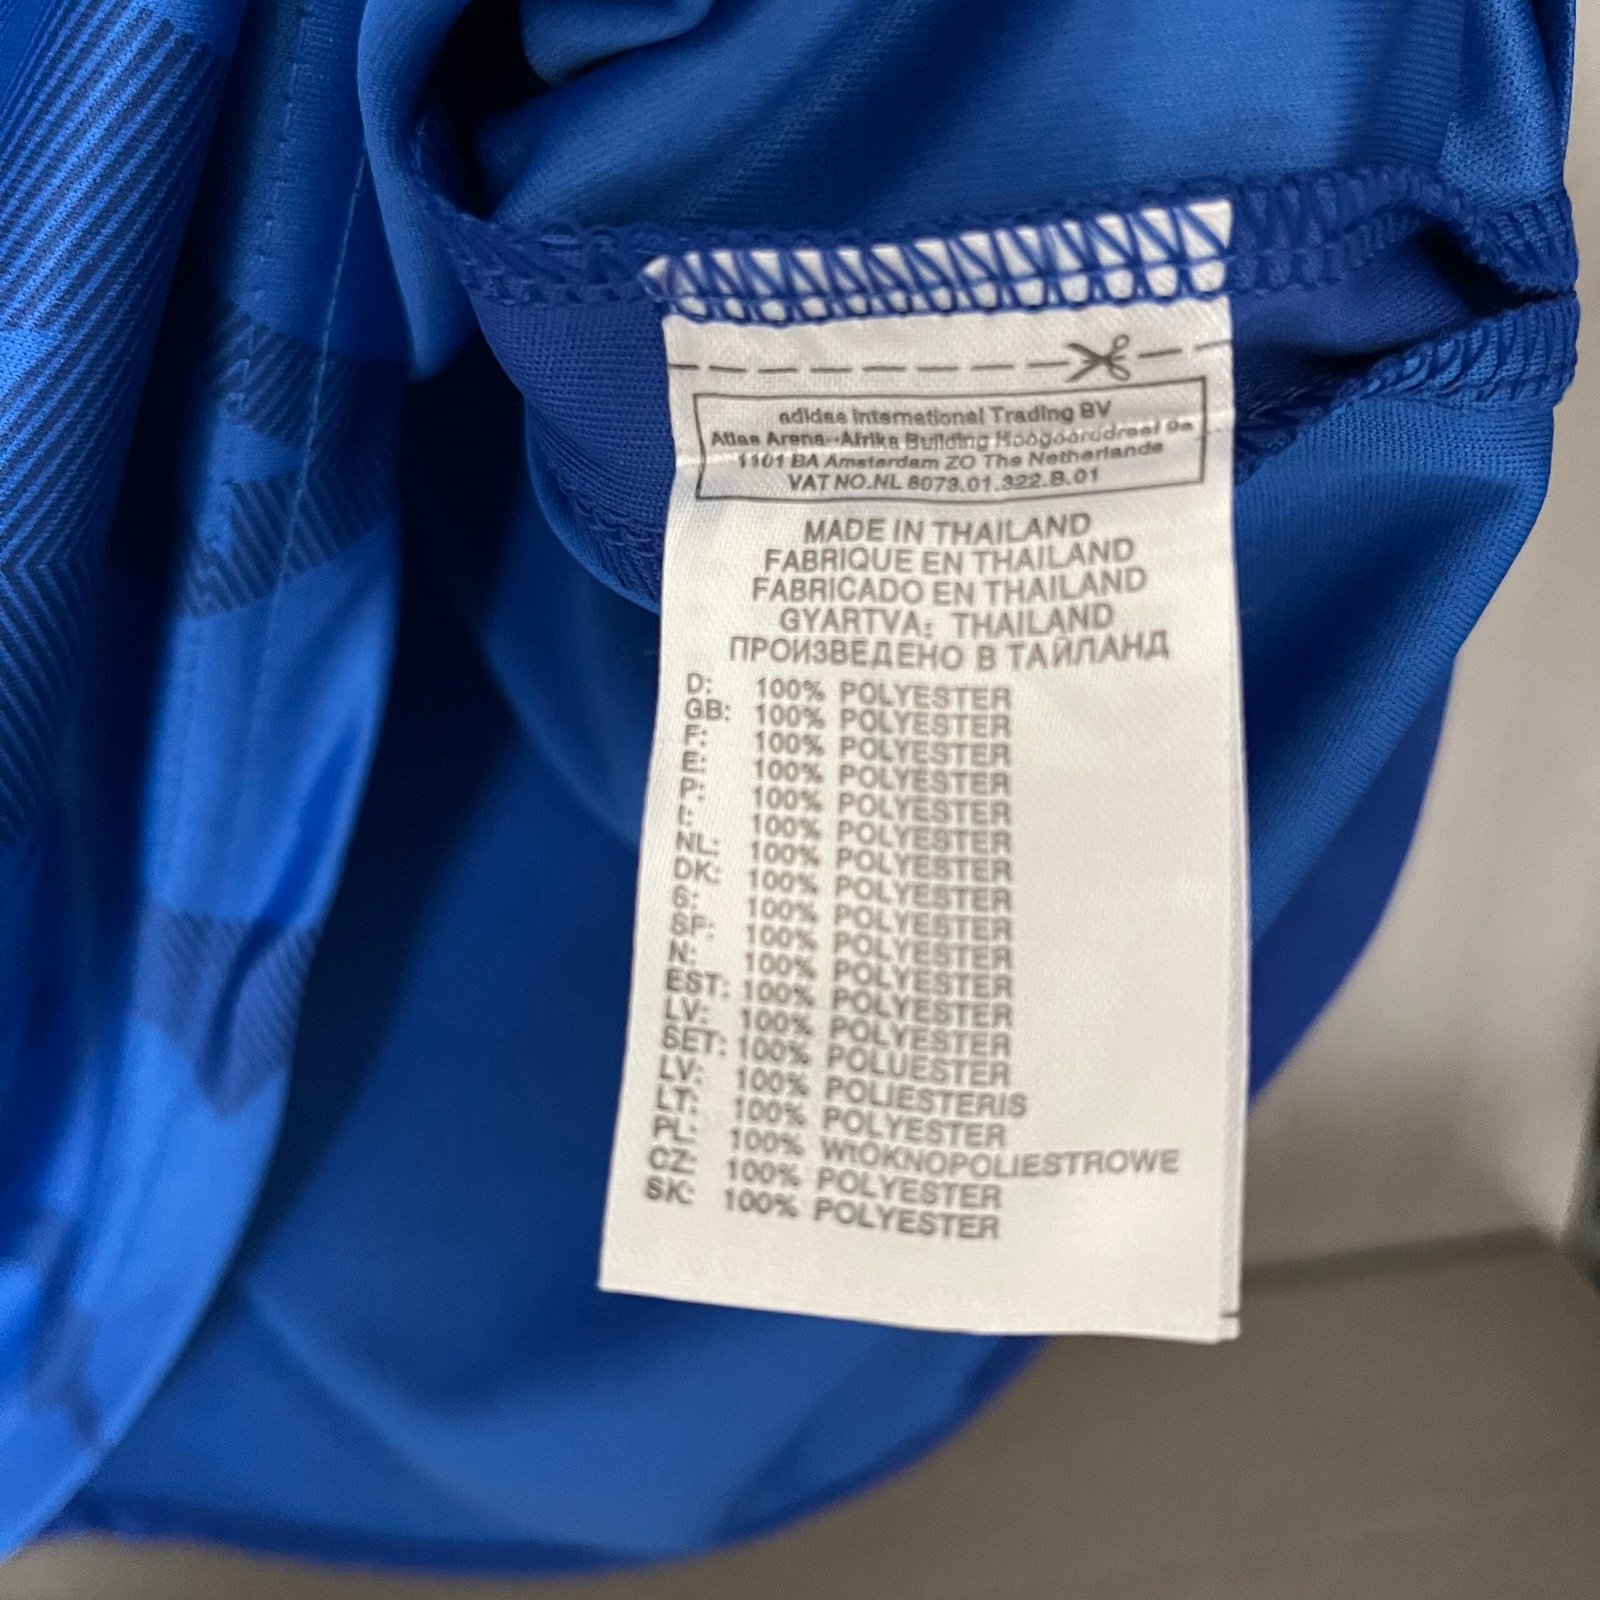 adidas International Trading BV
Atlas Arena--Afrika Building Hoogoorddreef 9a
1101 BA Amsterdam ZO The Netherlands
VAT NO.NL 8073.01.322.B.01
MADE IN THAILAND
FABRIQUE EN THAILAND
FABRICADO EN THAILAND
GYARTVA: THAILAND
ПРОИЗВЕДЕНО В ТАЙЛАНД
D: 100% POLYESTER
GB: 100% POLYESTER
F: 100% POLYESTER
E: 100% POLYESTER
P: 100% POLYESTER
I: 100% POLYESTER
NL: 100% POLYESTER
DK: 100% POLYESTER
S: 100% POLYESTER
SF: 100% POLYESTER
N: 100% POLYESTER
EST: 100% POLYESTER
LV: 100% POLYESTER
SET: 100% POLUESTER
LV: 100% POLIESTERIS
LT: 100% POLYESTER
PL: 100% WtOKNOPOLIESTROWE
CZ: 100% POLYESTER
SK: 100% POLYESTER